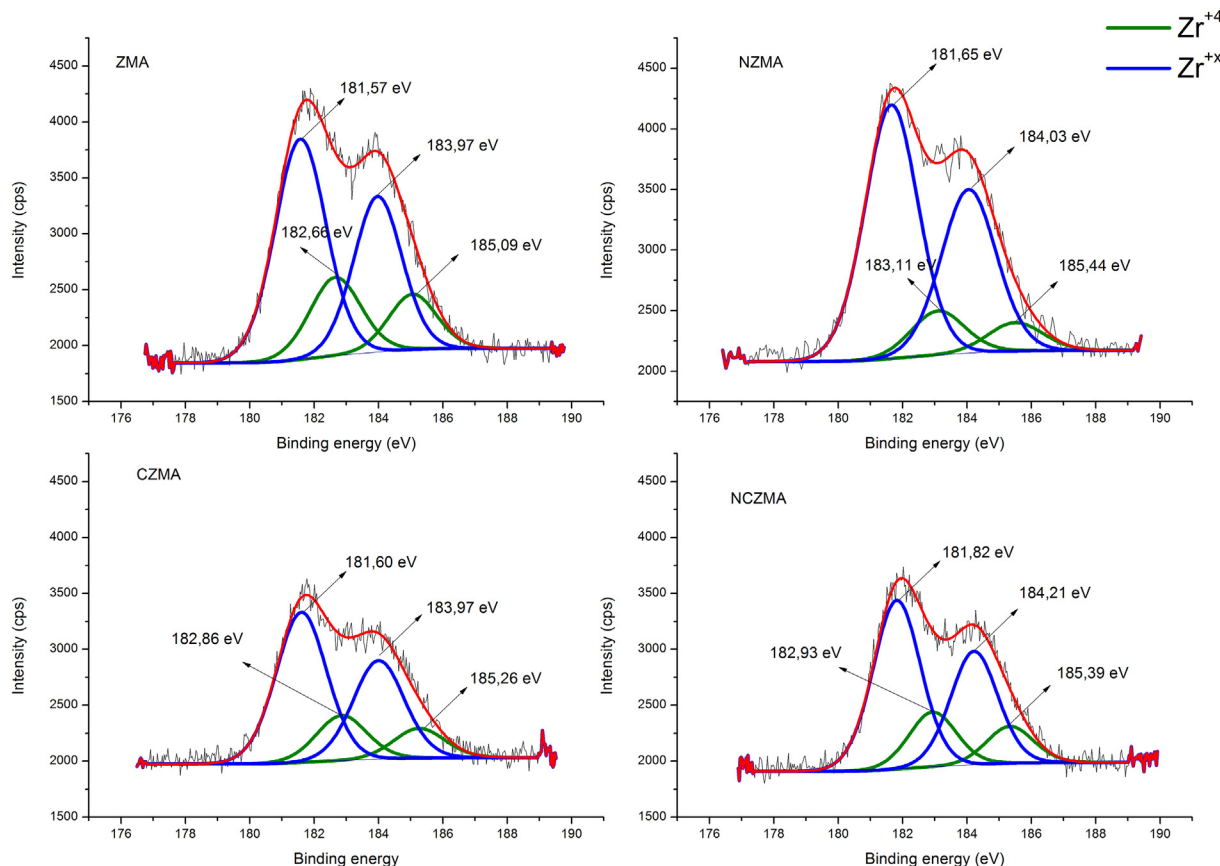 Zr+4
Zr+x
ZMA
181,57 eV
183,97 eV
182,66 eV
185,09 eV
4500
4000
3500
3000
2500
2000
1500
Intensity (cps)
176 178 180 182 184 186 188 190
Binding energy (eV)
NZMA
181,65 eV
184,03 eV
183,11 eV
185,44 eV
4500
4000
3500
3000
2500
2000
Intensity (cps)
176 178 180 182 184 186 188 190
Binding energy (eV)
CZMA
181,60 eV
183,97 eV
182,86 eV
185,26 eV
4500
4000
3500
3000
2500
2000
1500
Intensity (cps)
176 178 180 182 184 186 188 190
Binding energy
NCZMA
181,82 eV
184,21 eV
182,93 eV
185,39 eV
4500
4000
3500
3000
2500
2000
1500
Intensity (cps)
176 178 180 182 184 186 188 190
Binding energy (eV)